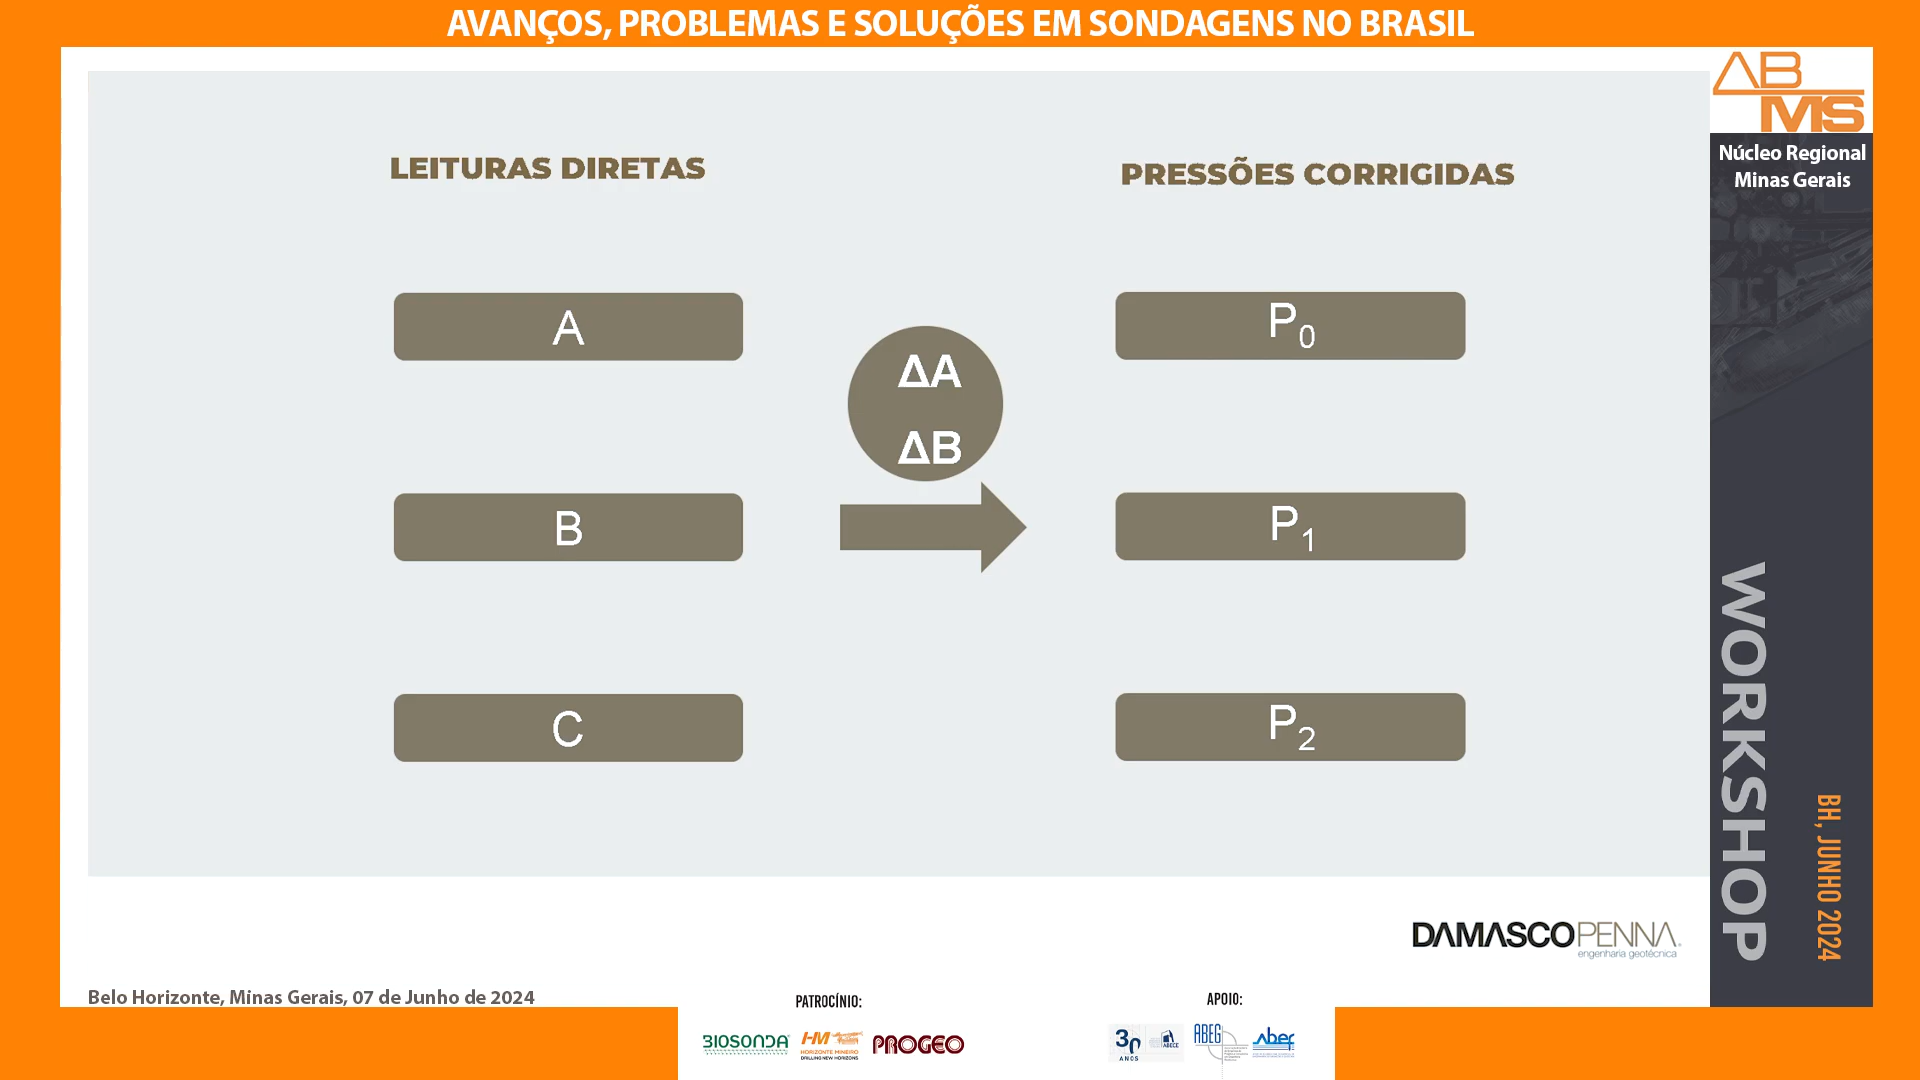 AVANÇOS, PROBLEMAS E SOLUÇÕES EM SONDAGENS NO BRASIL
ABMS
Núcleo Regional
Minas Gerais
LEITURAS DIRETAS
PRESSÕES CORRIGIDAS
A
P0
ΔA
ΔB
B
P1
C
P2
WORKSHOP
BH, JUNHO 2024
DAMASCOPENNA
engenharia geotécnica
Belo Horizonte, Minas Gerais, 07 de Junho de 2024
PATROCÍNIO:
BIOSONDA
HM
HORIZONTE MINEIRO
DRILLING NEW HORIZONS
PROGEO
APOIO:
30
ANOS
ABECE
ABEG
Abef